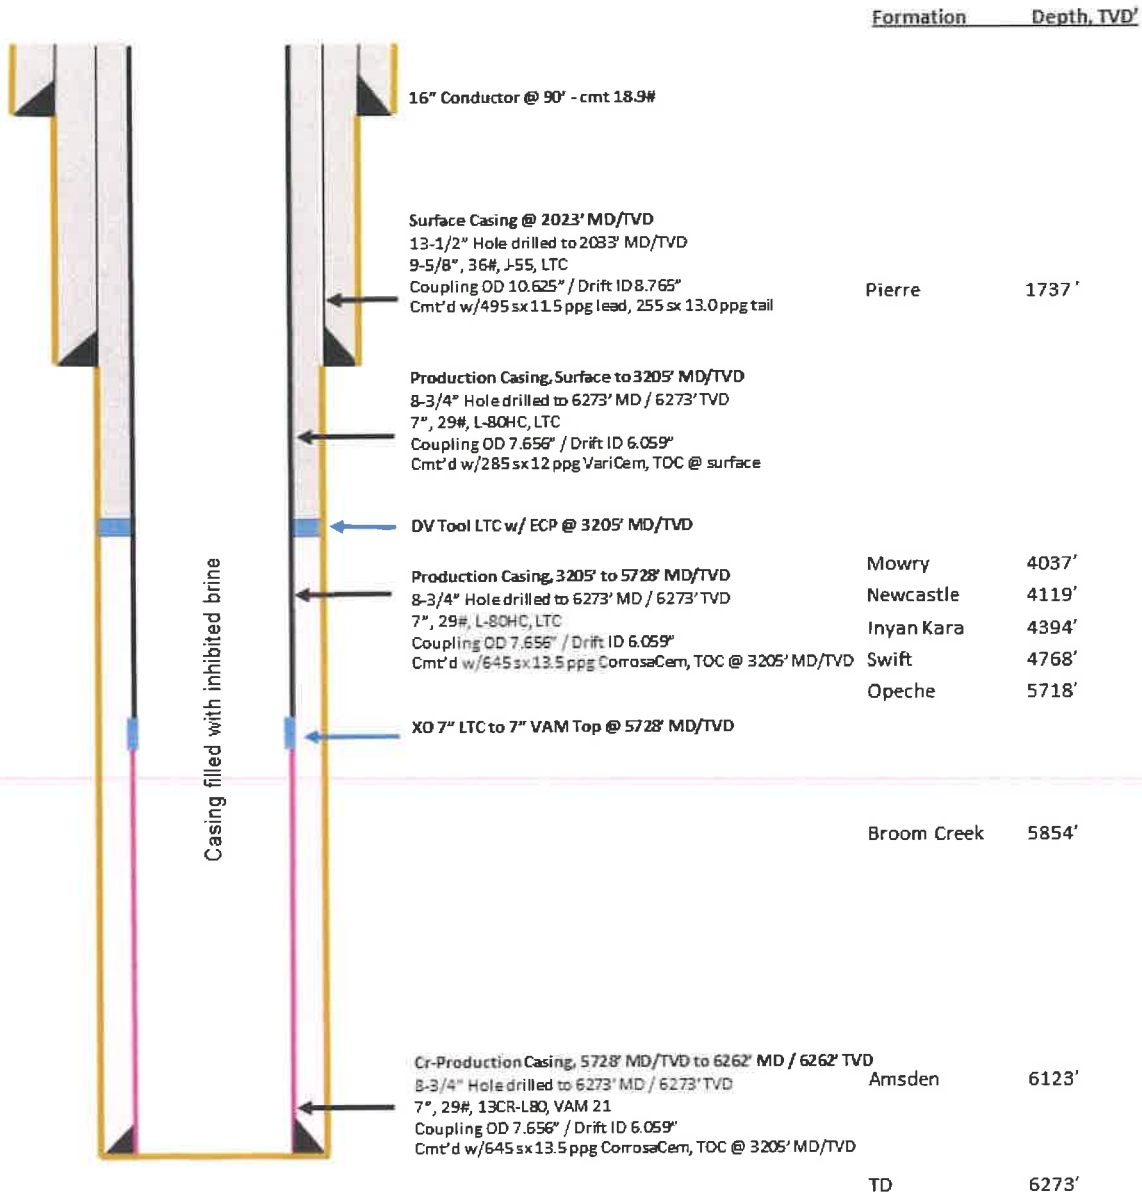 Formation Depth, TVD'
16" Conductor @ 90' - cmt 18.9#
Surface Casing @ 2023' MD/TVD
13-1/2" Hole drilled to 2033' MD/TVD
9-5/8", 36#, J-55, LTC
Coupling OD 10.625" / Drift ID 8.765"
Cmt'd w/495 sx 11.5 ppg lead, 255 sx 13.0 ppg tail
Pierre 1737'
Production Casing, Surface to 3205' MD/TVD
8-3/4" Hole drilled to 6273' MD / 6273' TVD
7", 29#, L-80HC, LTC
Coupling OD 7.656" / Drift ID 6.059"
Cmt'd w/285 sx 12 ppg VariCem, TOC @ surface
DV Tool LTC w/ ECP @ 3205' MD/TVD
Production Casing, 3205' to 5728' MD/TVD
8-3/4" Hole drilled to 6273' MD / 6273' TVD
7", 29#, L-80HC, LTC
Coupling OD 7.656" / Drift ID 6.059"
Cmt'd w/645 sx 13.5 ppg CorrosaCem, TOC @ 3205' MD/TVD
Mowry 4037'
Newcastle 4119'
Inyan Kara 4394'
Swift 4768'
Opeche 5718'
XO 7" LTC to 7" VAM Top @ 5728' MD/TVD
Casing filled with inhibited brine
Broom Creek 5854'
Cr-Production Casing, 5728' MD/TVD to 6262' MD / 6262' TVD
8-3/4" Hole drilled to 6273' MD / 6273' TVD
7", 29#, 13CR-L80, VAM 21
Coupling OD 7.656" / Drift ID 6.059"
Cmt'd w/645 sx 13.5 ppg CorrosaCem, TOC @ 3205' MD/TVD
Amsden 6123'
TD 6273'